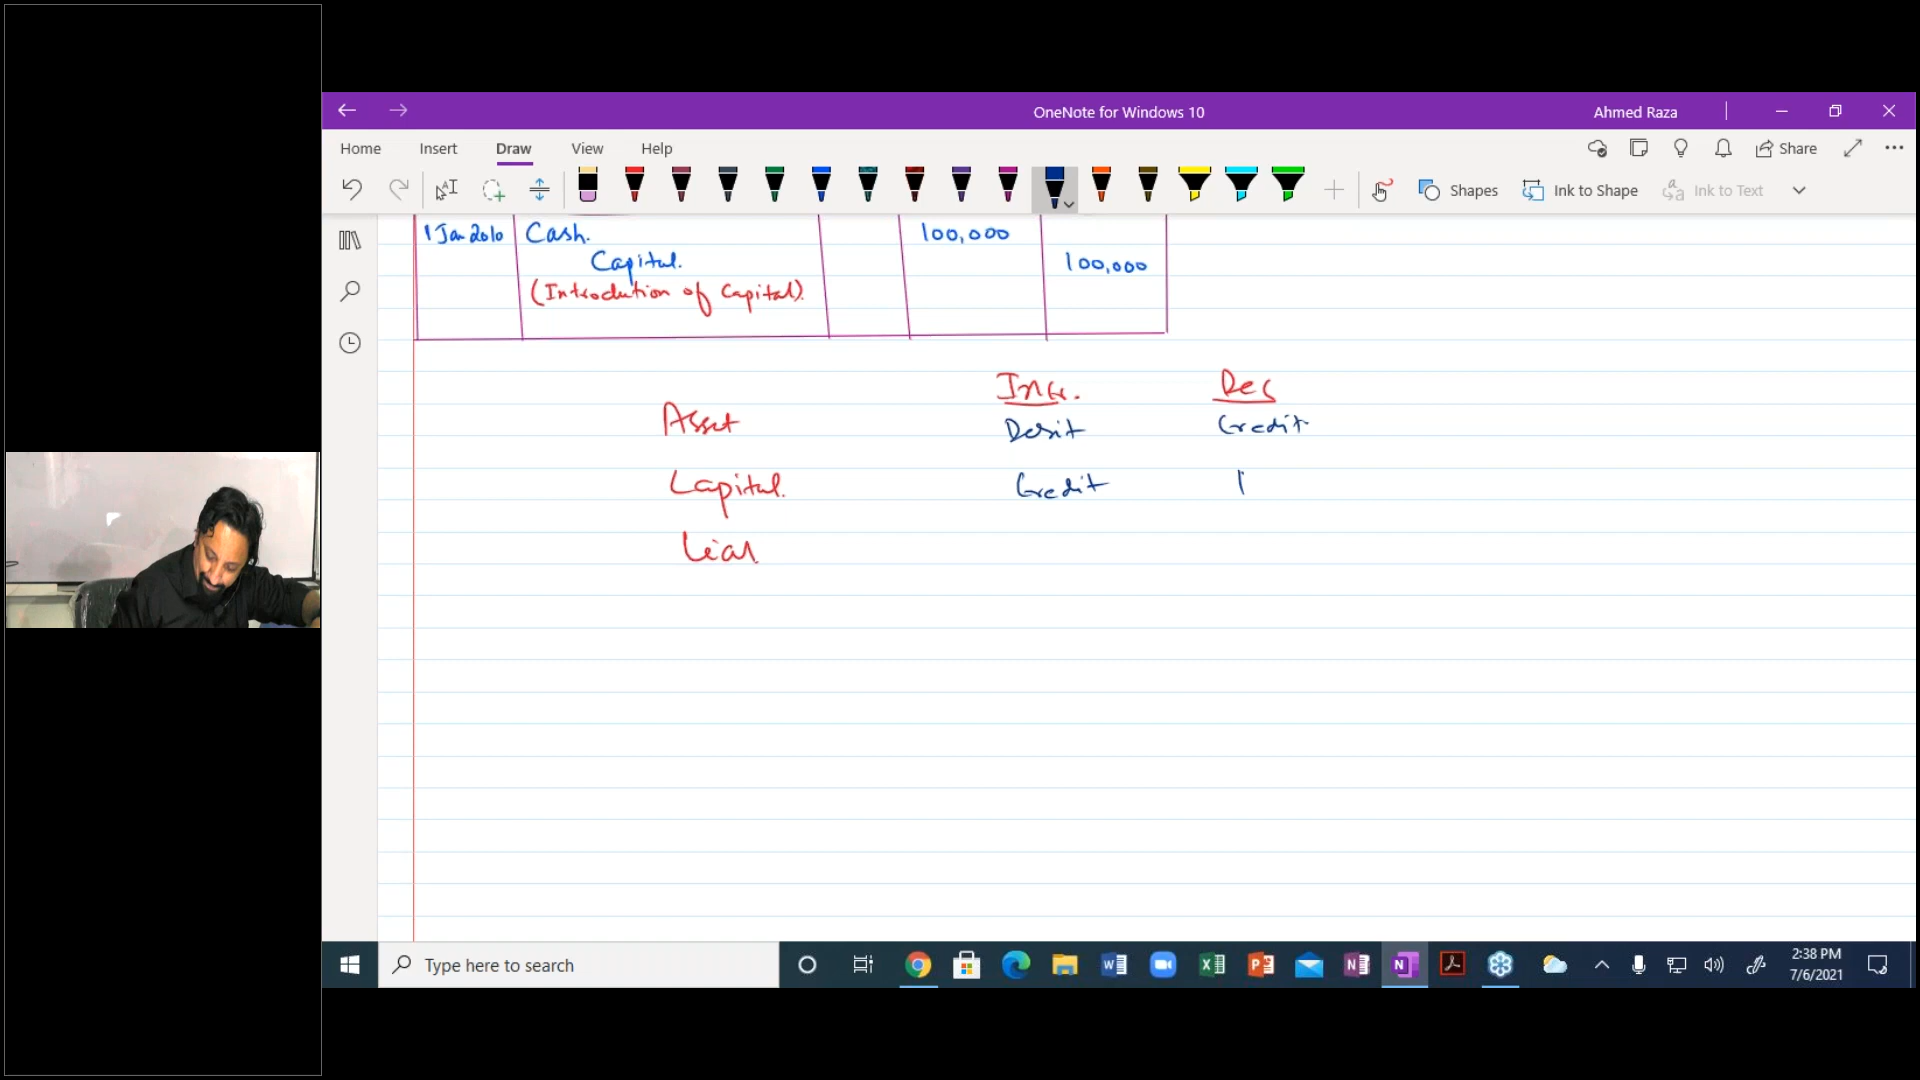 OneNote for Windows 10 Ahmed Raza
Home Insert Draw View Help Share
Shapes Ink to Shape Ink to Text
1 Jan 2010 Cash. 100,000
Capital. 100,000
(Introdution of Capital).
Incr. Dec
Asset Debit Credit
Capital. Credit
Liab.
Type here to search
2:38 PM
7/6/2021